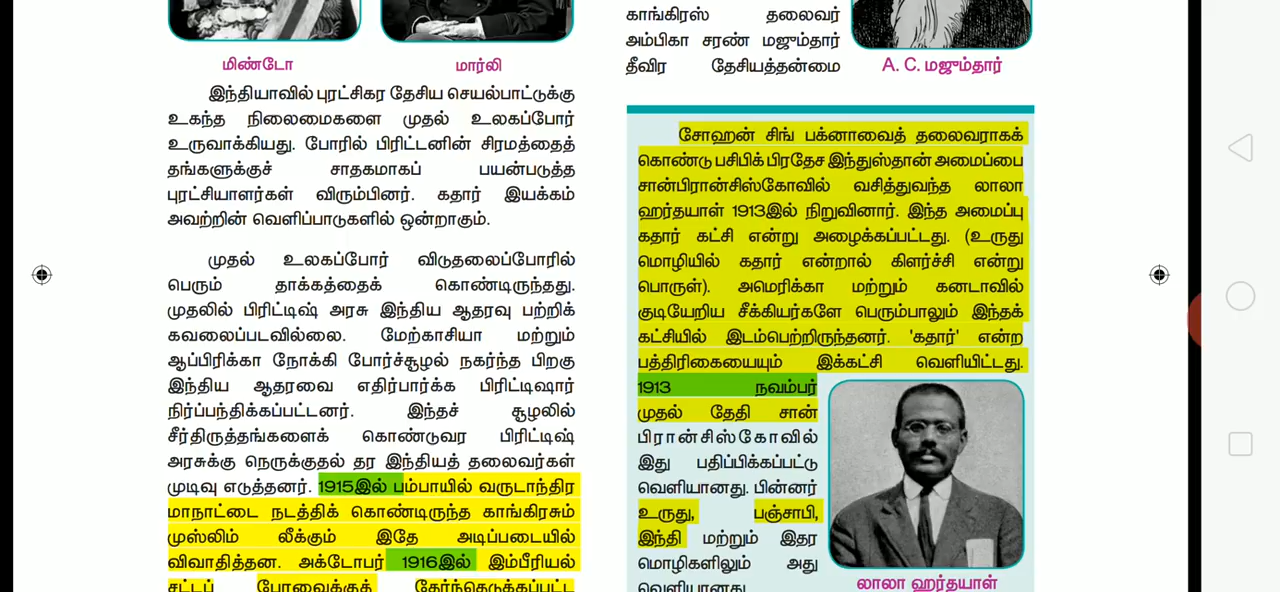 மிண்டோ
மார்லி
இந்தியாவில் புரட்சிகர தேசிய செயல்பாட்டுக்கு
உகந்த நிலைமைகளை முதல் உலகப்போர்
உருவாக்கியது. போரில் பிரிட்டனின் சிரமத்தைத்
தங்களுக்குச் சாதகமாகப் பயன்படுத்த
புரட்சியாளர்கள் விரும்பினர். கதார் இயக்கம்
அவற்றின் வெளிப்பாடுகளில் ஒன்றாகும்.
முதல் உலகப்போர் விடுதலைப்போரில்
பெரும் தாக்கத்தைக் கொண்டிருந்தது.
முதலில் பிரிட்டிஷ் அரசு இந்திய ஆதரவு பற்றிக்
கவலைப்படவில்லை. மேற்காசியா மற்றும்
ஆப்பிரிக்கா நோக்கி போர்ச்சூழல் நகர்ந்த பிறகு
இந்திய ஆதரவை எதிர்பார்க்க பிரிட்டிஷார்
நிர்ப்பந்திக்கப்பட்டனர். இந்தச் சூழலில்
சீர்திருத்தங்களைக் கொண்டுவர பிரிட்டிஷ்
அரசுக்கு நெருக்குதல் தர இந்தியத் தலைவர்கள்
முடிவு எடுத்தனர். 1915இல் பம்பாயில் வருடாந்திர
மாநாட்டை நடத்திக் கொண்டிருந்த காங்கிரசும்
முஸ்லிம் லீக்கும் இதே அடிப்படையில்
விவாதித்தன. அக்டோபர் 1916இல் இம்பீரியல்
சட்டப் பேரவைக்குத் தேர்ந்தெடுக்கப்பட்ட
காங்கிரஸ் தலைவர்
அம்பிகா சரண் மஜும்தார்
தீவிர தேசியத்தன்மை
A. C. மஜும்தார்
சோஹன் சிங் பக்னாவைத் தலைவராகக்
கொண்டு பசிபிக் பிரதேச இந்துஸ்தான் அமைப்பை
சான்பிரான்சிஸ்கோவில் வசித்துவந்த லாலா
ஹர்தயாள் 1913இல் நிறுவினார். இந்த அமைப்பு
கதார் கட்சி என்று அழைக்கப்பட்டது. (உருது
மொழியில் கதார் என்றால் கிளர்ச்சி என்று
பொருள்). அமெரிக்கா மற்றும் கனடாவில்
குடியேறிய சீக்கியர்களே பெரும்பாலும் இந்தக்
கட்சியில் இடம்பெற்றிருந்தனர். 'கதார்' என்ற
பத்திரிகையையும் இக்கட்சி வெளியிட்டது.
1913 நவம்பர்
முதல் தேதி சான்
பிரான்சிஸ்கோவில்
இது பதிப்பிக்கப்பட்டு
வெளியானது. பின்னர்
உருது, பஞ்சாபி,
இந்தி மற்றும் இதர
மொழிகளிலும் அது
வெளியானது.
லாலா ஹர்தயாள்